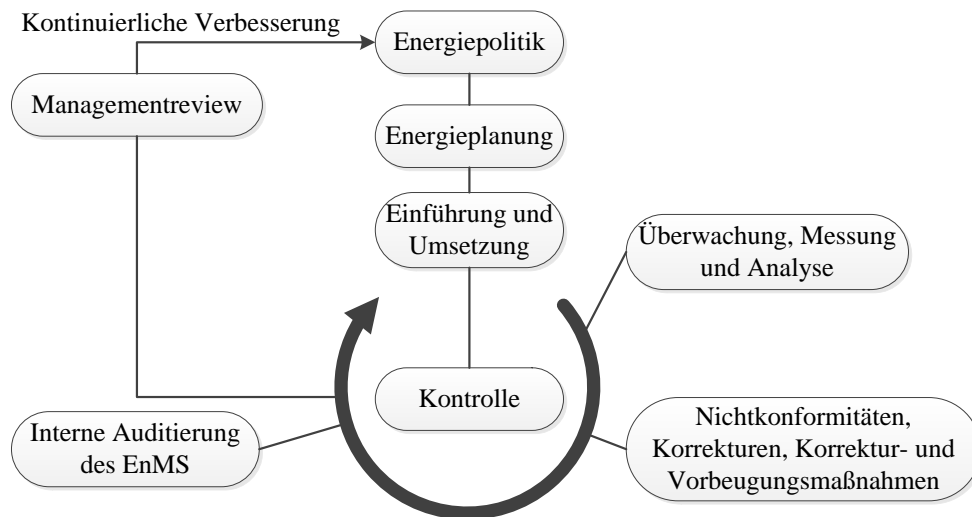 Kontinuierliche Verbesserung
Energiepolitik
Managementreview
Energieplanung
Einführung und
Umsetzung
Überwachung, Messung
und Analyse
Kontrolle
Interne Auditierung
des EnMS
Nichtkonformitäten,
Korrekturen, Korrektur- und
Vorbeugungsmaßnahmen